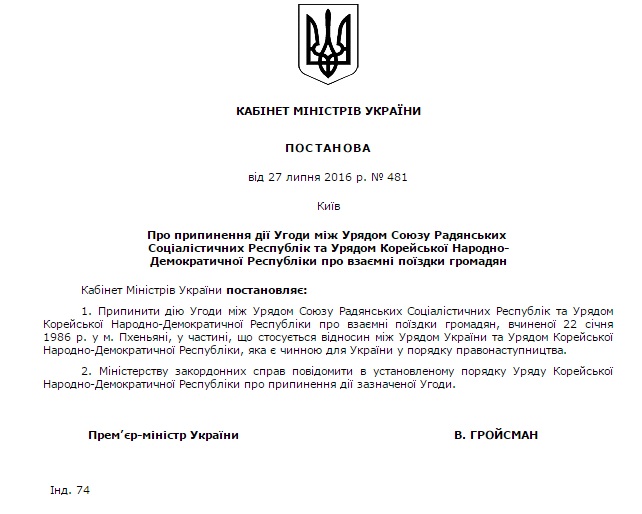 КАБІНЕТ МІНІСТРІВ УКРАЇНИ
ПОСТАНОВА
від 27 липня 2016 р. № 481
Київ
Про припинення дії Угоди між Урядом Союзу Радянських
Соціалістичних Республік та Урядом Корейської Народно-
Демократичної Республіки про взаємні поїздки громадян
Кабінет Міністрів України постановляє:
1. Припинити дію Угоди між Урядом Союзу Радянських Соціалістичних Республік та Урядом
Корейської Народно-Демократичної Республіки про взаємні поїздки громадян, вчиненої 22 січня
1986 р. у м. Пхеньяні, у частині, що стосується відносин між Урядом України та Урядом Корейської
Народно-Демократичної Республіки, яка є чинною для України у порядку правонаступництва.
2. Міністерству закордонних справ повідомити в установленому порядку Уряду Корейської
Народно-Демократичної Республіки про припинення дії зазначеної Угоди.
Прем’єр-міністр України В. ГРОЙСМАН
Інд. 74